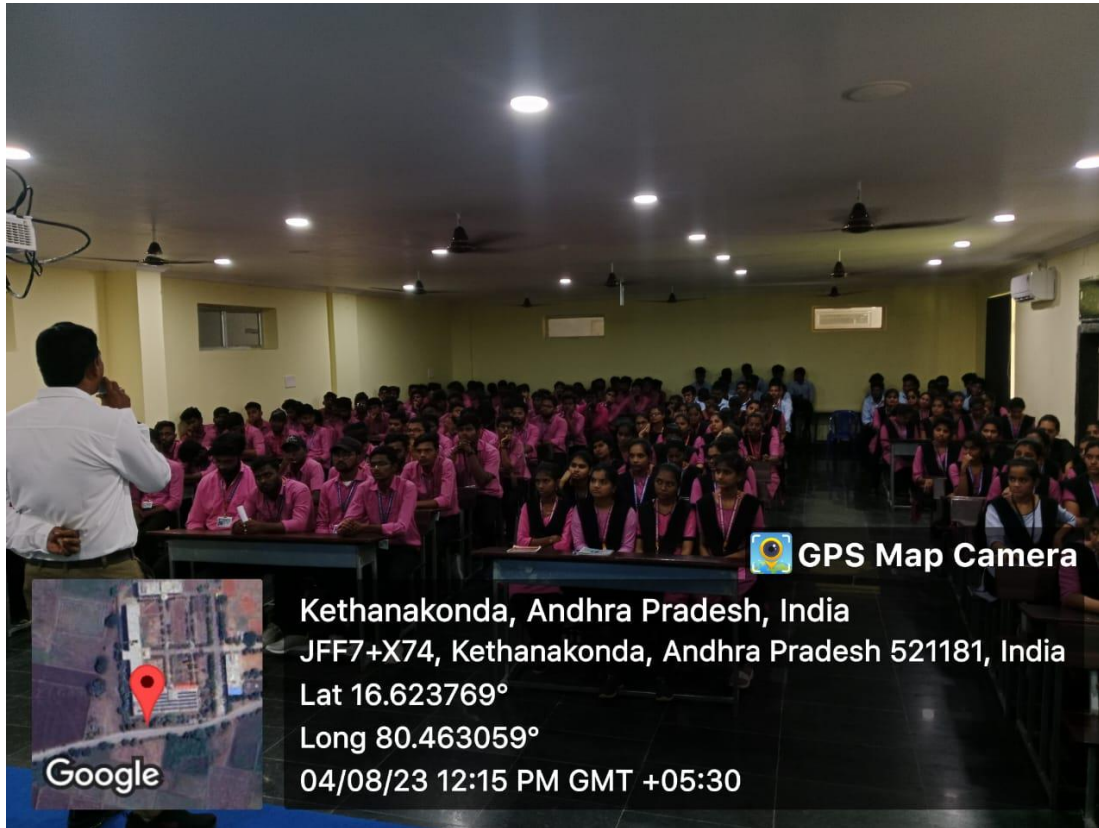 GPS Map Camera
Kethanakonda, Andhra Pradesh, India
JFF7+X74, Kethanakonda, Andhra Pradesh 521181, India
Lat 16.623769°
Long 80.463059°
04/08/23 12:15 PM GMT +05:30
Google